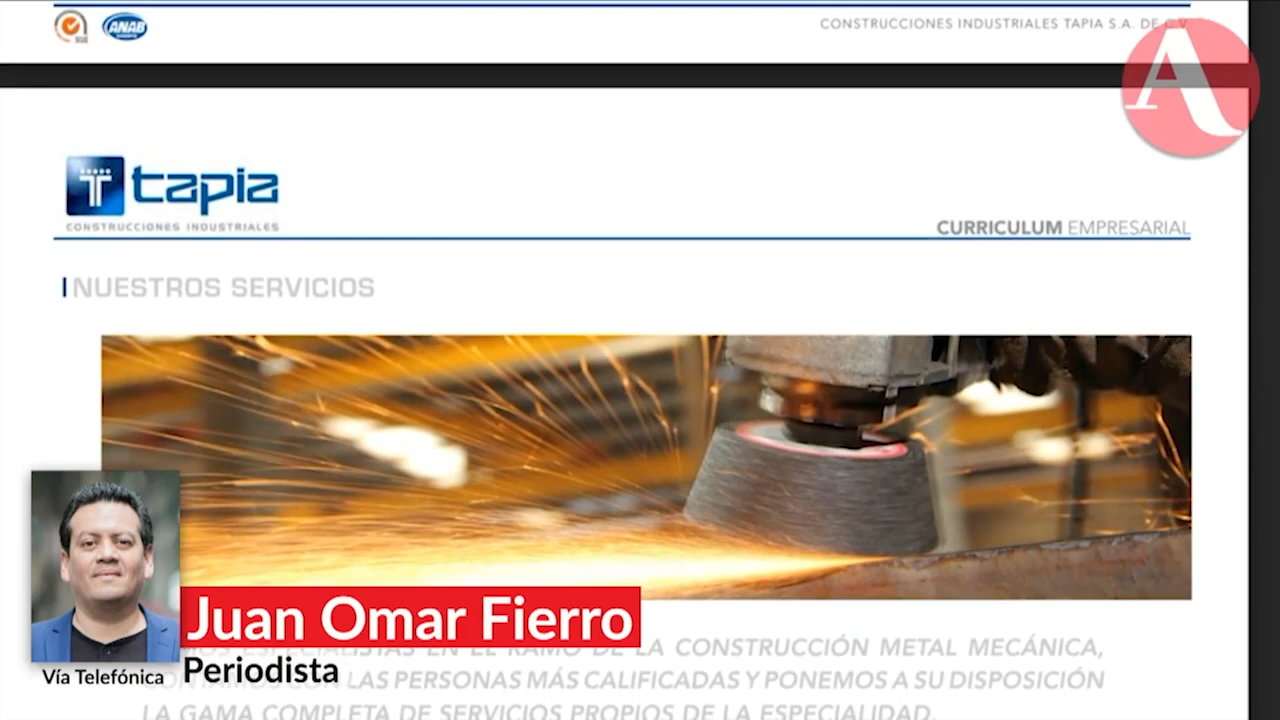 ANAB
CONSTRUCCIONES INDUSTRIALES TAPIA S.A. DE C.V.
A
T tapia
CONSTRUCCIONES INDUSTRIALES
CURRICULUM EMPRESARIAL
NUESTROS SERVICIOS
Juan Omar Fierro
ESPECIALISTAS EN EL RAMO DE LA CONSTRUCCIÓN METAL MECÁNICA,
Vía Telefónica
Periodista
CON LAS PERSONAS MÁS CALIFICADAS Y PONEMOS A SU DISPOSICIÓN
LA GAMA COMPLETA DE SERVICIOS PROPIOS DE LA ESPECIALIDAD.